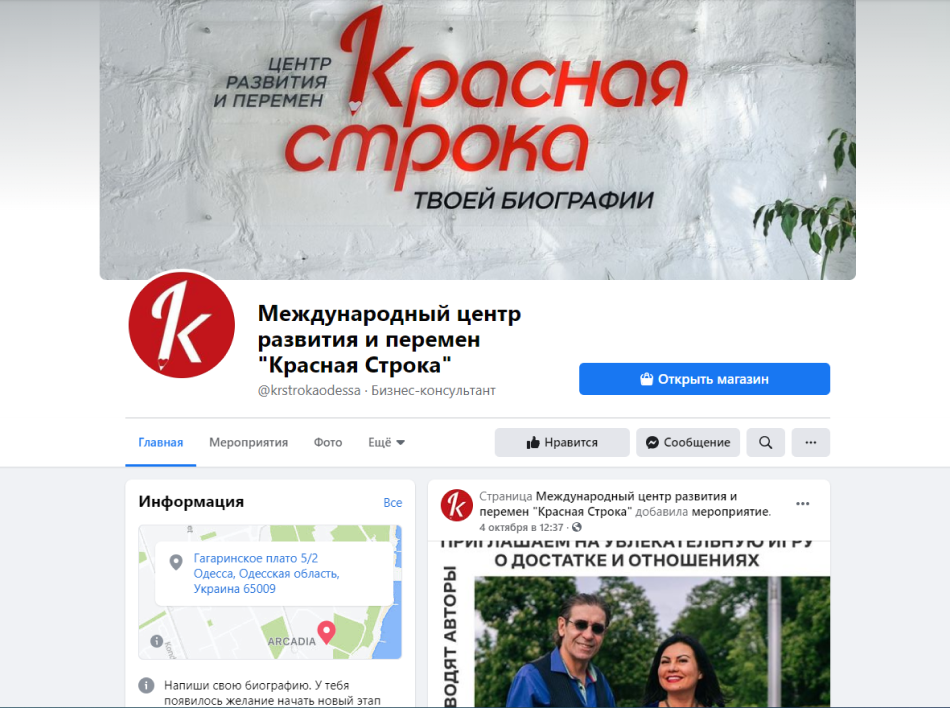 ЦЕНТР
РАЗВИТИЯ
И ПЕРЕМЕН
Красная
строка
ТВОЕЙ БИОГРАФИИ
Международный центр
развития и перемен
"Красная Строка"
@krstrokaodessa · Бизнес-консультант
Открыть магазин
Главная
Мероприятия
Фото
Ещё
Нравится
Сообщение
Информация
Все
Гагаринское плато 5/2
Одесса, Одесская область,
Украина 65009
ARCADIA
Напиши свою биографию. У тебя
появилось желание начать новый этап
Страница Международный центр развития и
перемен "Красная Строка" добавила мероприятие.
4 октября в 12:37 ·
ПРИГЛАШАЕМ НА УВЛЕКАТЕЛЬНУЮ ИГРУ
О ДОСТАТКЕ И ОТНОШЕНИЯХ
ВОДЯТ АВТОРЫ